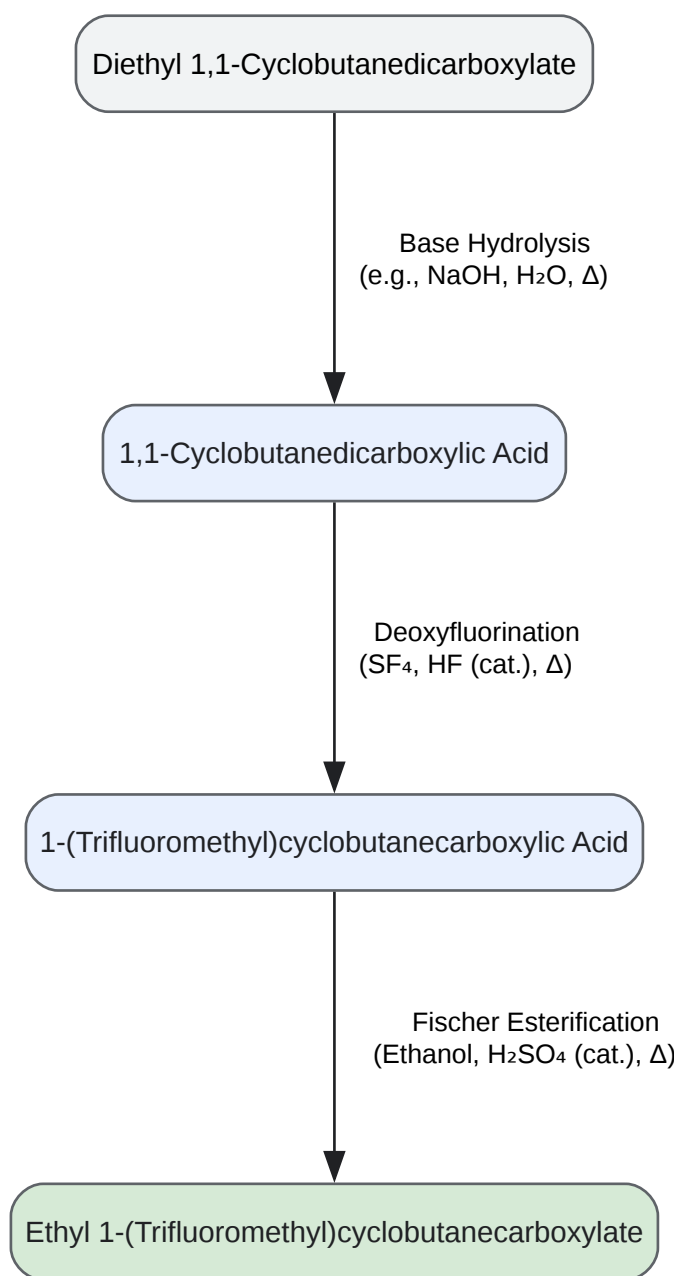 Diethyl 1,1-Cyclobutanedicarboxylate
Base Hydrolysis
(e.g., NaOH, H₂O, Δ)
1,1-Cyclobutanedicarboxylic Acid
Deoxyfluorination
(SF₄, HF (cat.), Δ)
1-(Trifluoromethyl)cyclobutanecarboxylic Acid
Fischer Esterification
(Ethanol, H₂SO₄ (cat.), Δ)
Ethyl 1-(Trifluoromethyl)cyclobutanecarboxylate